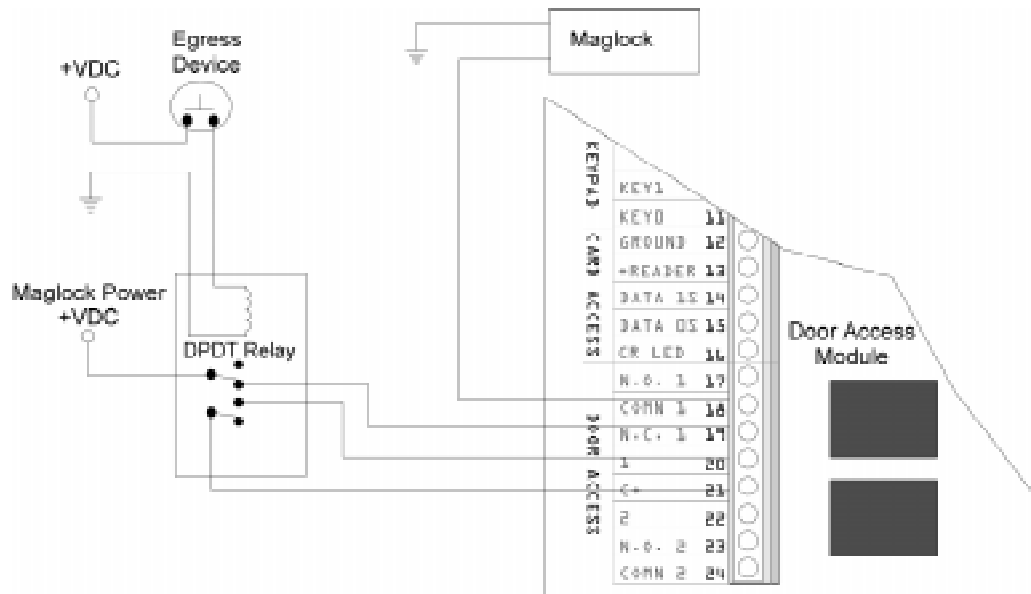 Egress
Device
+VDC
Maglock
Maglock Power
+VDC
DPDT Relay
Door Access
Module
KEYPAD
CARD ACCESS
DOOR ACCESS
KEY1
KEY0 11
GROUND 12
+READER 13
DATA 1S 14
DATA 0S 15
CR LED 16
N.O. 1 17
COMN 1 18
N.C. 1 19
1 20
C+ 21
2 22
N.O. 2 23
COMN 2 24